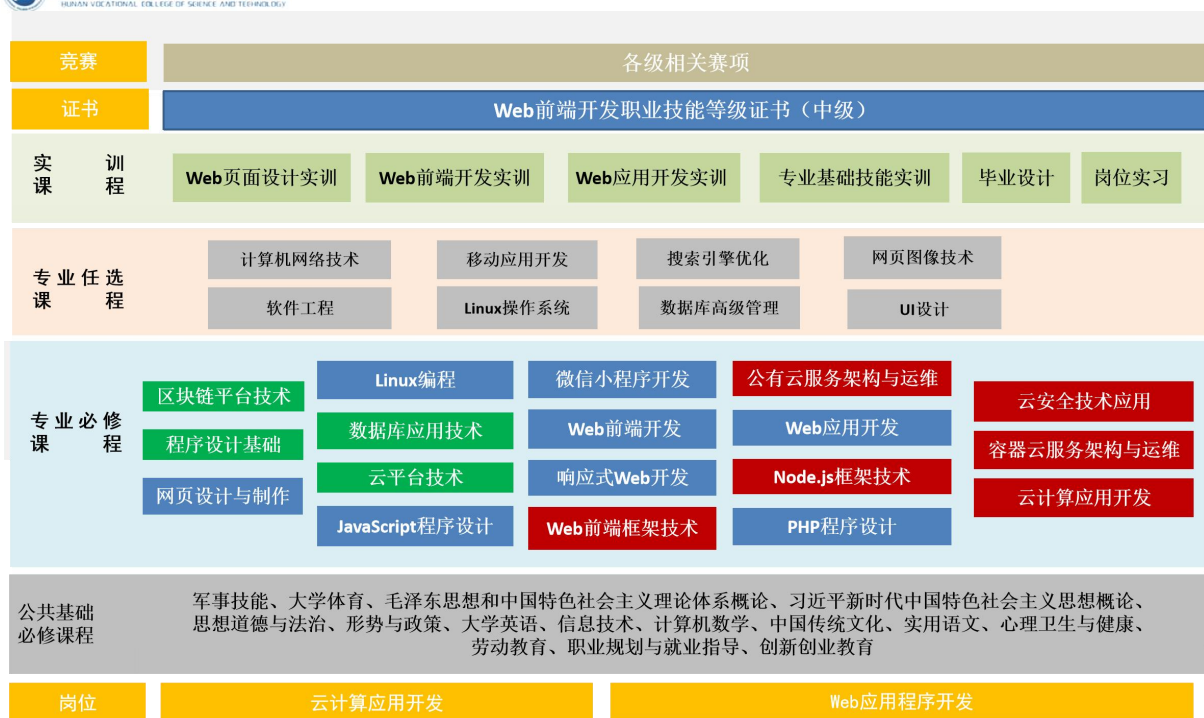 HUNAN VOCATIONAL COLLEGE OF SCIENCE AND TECHNOLOGY
竞赛
各级相关赛项
证书
Web前端开发职业技能等级证书（中级）
实训
课程
Web页面设计实训
Web前端开发实训
Web应用开发实训
专业基础技能实训
毕业设计
岗位实习
专业任选
课程
计算机网络技术
移动应用开发
搜索引擎优化
网页图像技术
软件工程
Linux操作系统
数据库高级管理
UI设计
专业必修
课程
区块链平台技术
程序设计基础
网页设计与制作
Linux编程
数据库应用技术
云平台技术
JavaScript程序设计
微信小程序开发
Web前端开发
响应式Web开发
Web前端框架技术
公有云服务架构与运维
Web应用开发
Node.js框架技术
PHP程序设计
云安全技术应用
容器云服务架构与运维
云计算应用开发
公共基础
必修课程
军事技能、大学体育、毛泽东思想和中国特色社会主义理论体系概论、习近平新时代中国特色社会主义思想概论、
思想道德与法治、形势与政策、大学英语、信息技术、计算机数学、中国传统文化、实用语文、心理卫生与健康、
劳动教育、职业规划与就业指导、创新创业教育
岗位
云计算应用开发
Web应用程序开发